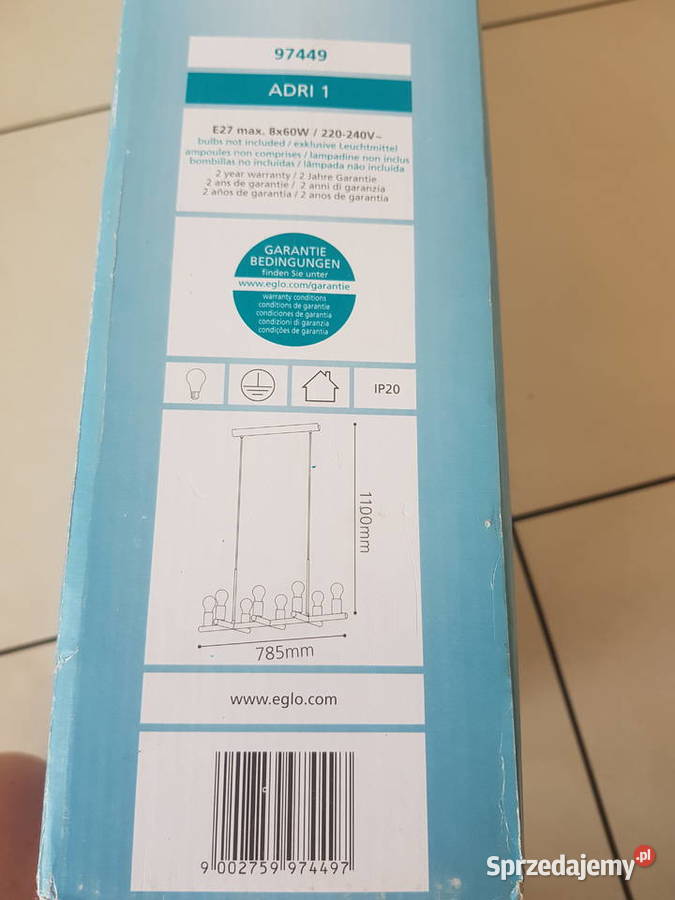 97449
ADRI 1
E27 max. 8x60W / 220-240V~
bulbs not included / exklusive Leuchtmittel
ampoules non comprises / lampadine non inclus
bombillas no incluídas / lâmpada não incluída
2 year warranty / 2 Jahre Garantie
2 ans de garantie / 2 anni di garanzia
2 años de garantia / 2 anos de garantia
GARANTIE
BEDINGUNGEN
finden Sie unter
www.eglo.com/garantie
warranty conditions
conditions de garantie
condiciones de garantia
condizioni di garanzia
condições de garantia
IP20
1100mm
785mm
www.eglo.com
9 002759 974497
Sprzedajemy.pl